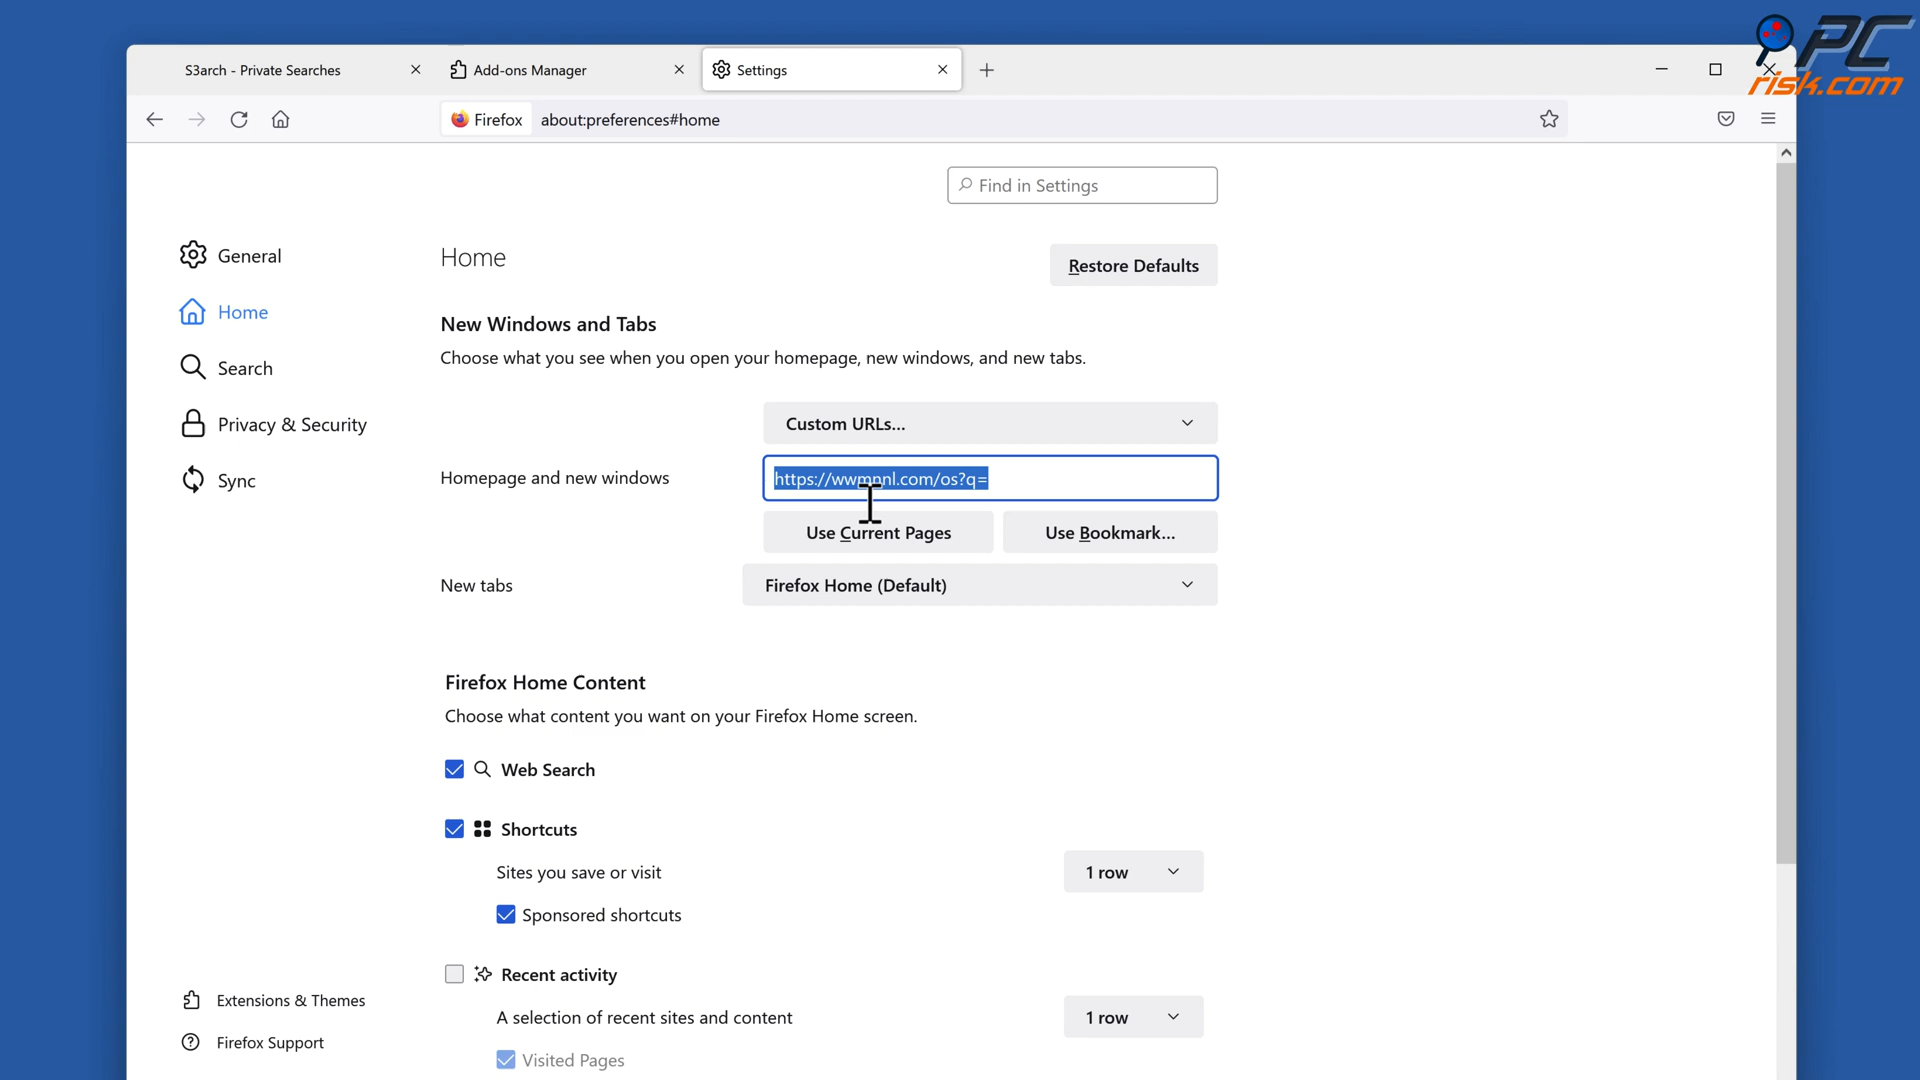 PC
risk.com
S3arch - Private Searches
Add-ons Manager
Settings
Firefox
about:preferences#home
Find in Settings
General
Home
Search
Privacy & Security
Sync
Extensions & Themes
Firefox Support
Home
Restore Defaults
New Windows and Tabs
Choose what you see when you open your homepage, new windows, and new tabs.
Custom URLs...
Homepage and new windows
https://wwmnnl.com/os?q=
Use Current Pages
Use Bookmark...
New tabs
Firefox Home (Default)
Firefox Home Content
Choose what content you want on your Firefox Home screen.
Web Search
Shortcuts
Sites you save or visit
1 row
Sponsored shortcuts
Recent activity
A selection of recent sites and content
1 row
Visited Pages